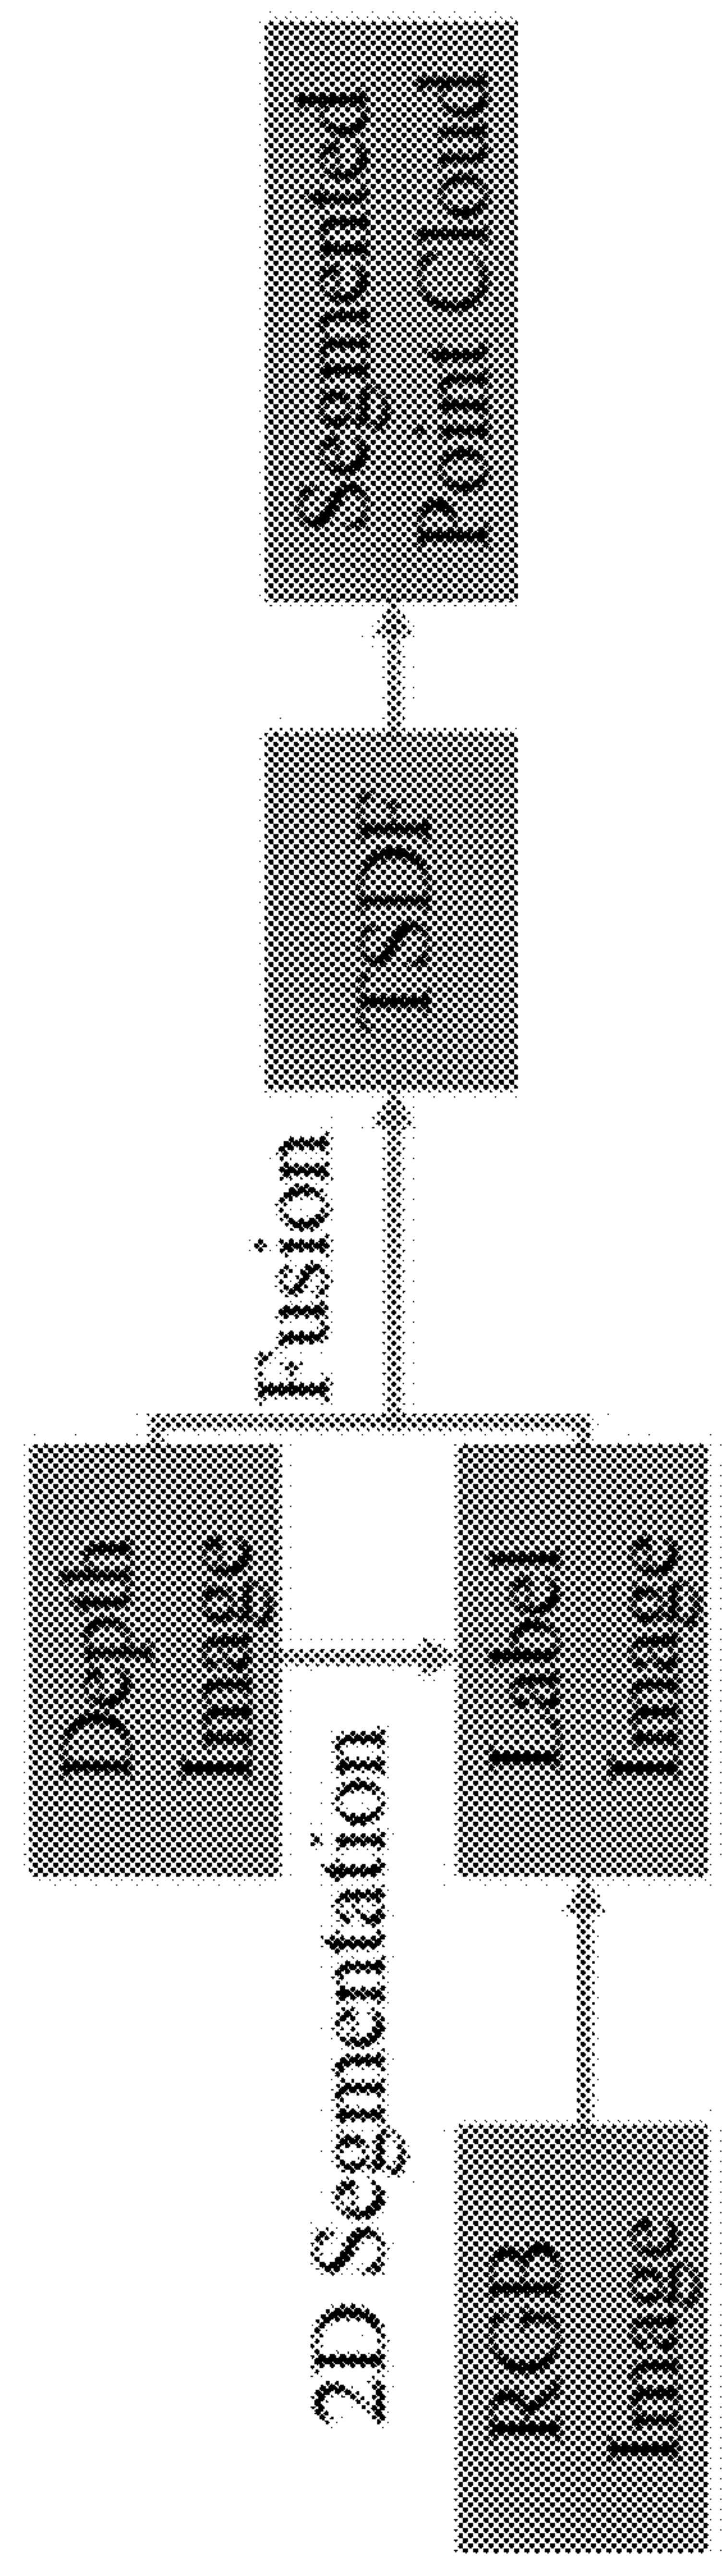 Depth
Image
2D Segmentation
RGB
Image
Label
Image
Fusion
TSDF
Segmented
Point Cloud